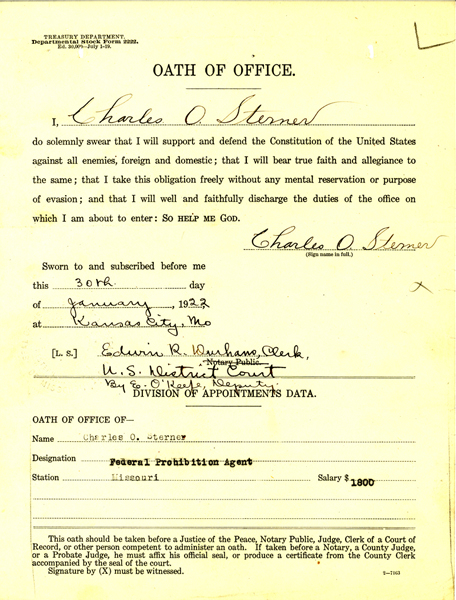 TREASURY DEPARTMENT.
Departmental Stock Form 2222.
Ed. 30,000—July 1-19.
OATH OF OFFICE.
I, Charles O. Sterner
do solemnly swear that I will support and defend the Constitution of the United States
against all enemies, foreign and domestic; that I will bear true faith and allegiance to
the same; that I take this obligation freely without any mental reservation or purpose
of evasion; and that I will well and faithfully discharge the duties of the office on
which I am about to enter: SO HELP ME GOD.
Charles O. Sterner
(Sign name in full.)
Sworn to and subscribed before me
this 30th day
of January, 1922
at Kansas City, Mo
[L. S.] Edwin R. Durham, Clerk,
Notary Public.
U.S. District Court
By E. O'Keefe, Deputy.
DIVISION OF APPOINTMENTS DATA.
OATH OF OFFICE OF—
Name Charles O. Sterner
Designation Federal Prohibition Agent
Station Missouri Salary $ 1800
This oath should be taken before a Justice of the Peace, Notary Public, Judge, Clerk of a Court of
Record, or other person competent to administer an oath. If taken before a Notary, a County Judge,
or a Probate Judge, he must affix his official seal, or produce a certificate from the County Clerk
accompanied by the seal of the court.
Signature by (X) must be witnessed.
2—7163